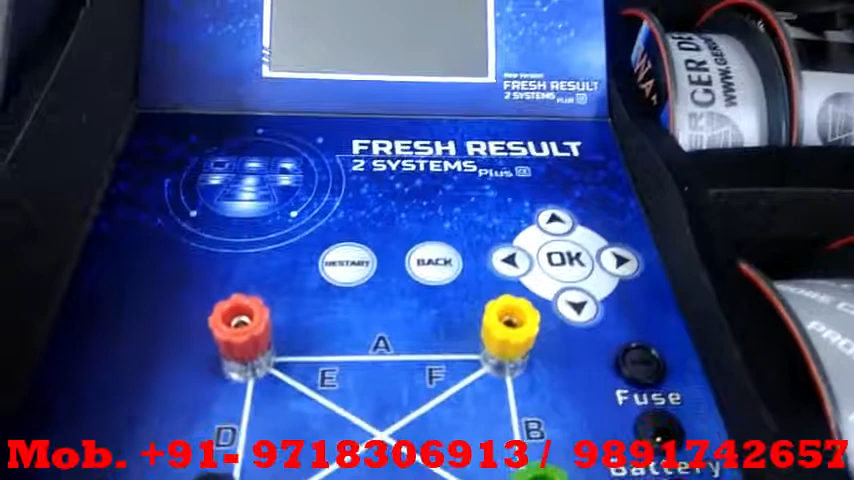 New Version
FRESH RESULT
2 SYSTEMS PLUS
GER DE
WWW.GER
FRESH RESULT
2 SYSTEMS Plus
RESTART
BACK
OK
A
E
F
D
B
Fuse
Battery
Mob. +91- 9718306913 / 9891742657